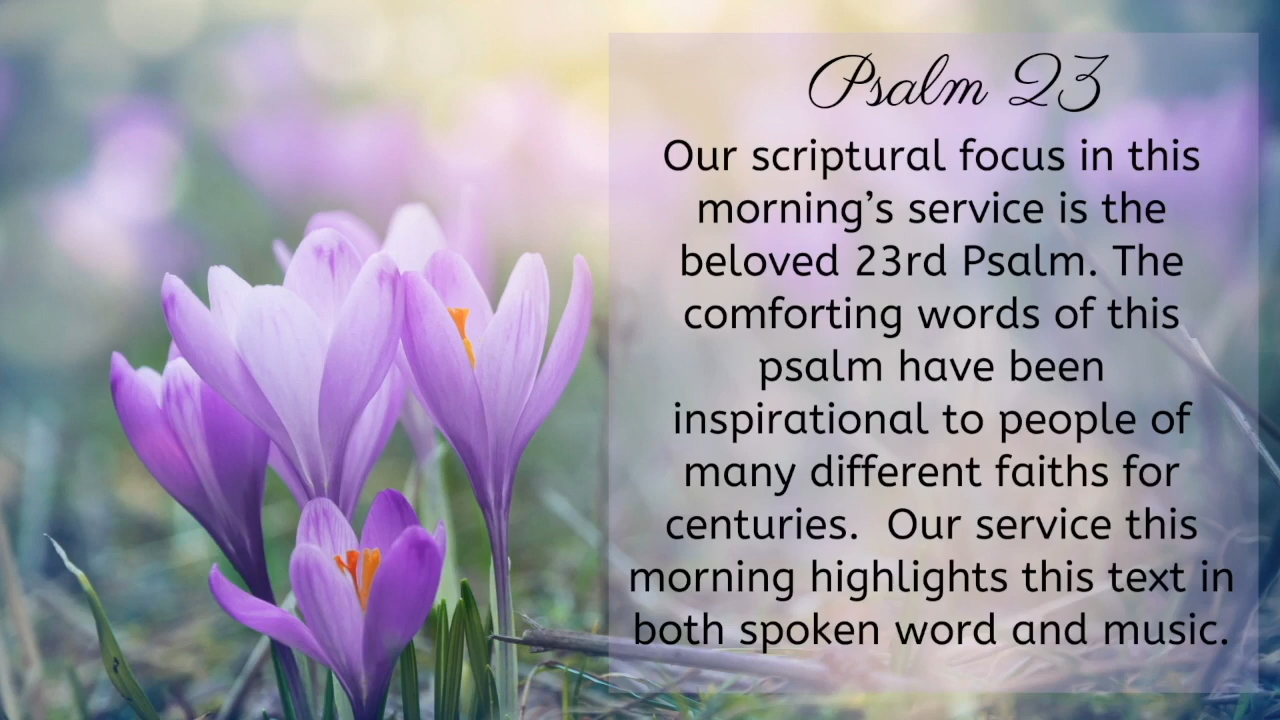 Psalm 23
Our scriptural focus in this
morning’s service is the
beloved 23rd Psalm. The
comforting words of this
psalm have been
inspirational to people of
many different faiths for
centuries.  Our service this
morning highlights this text in
both spoken word and music.